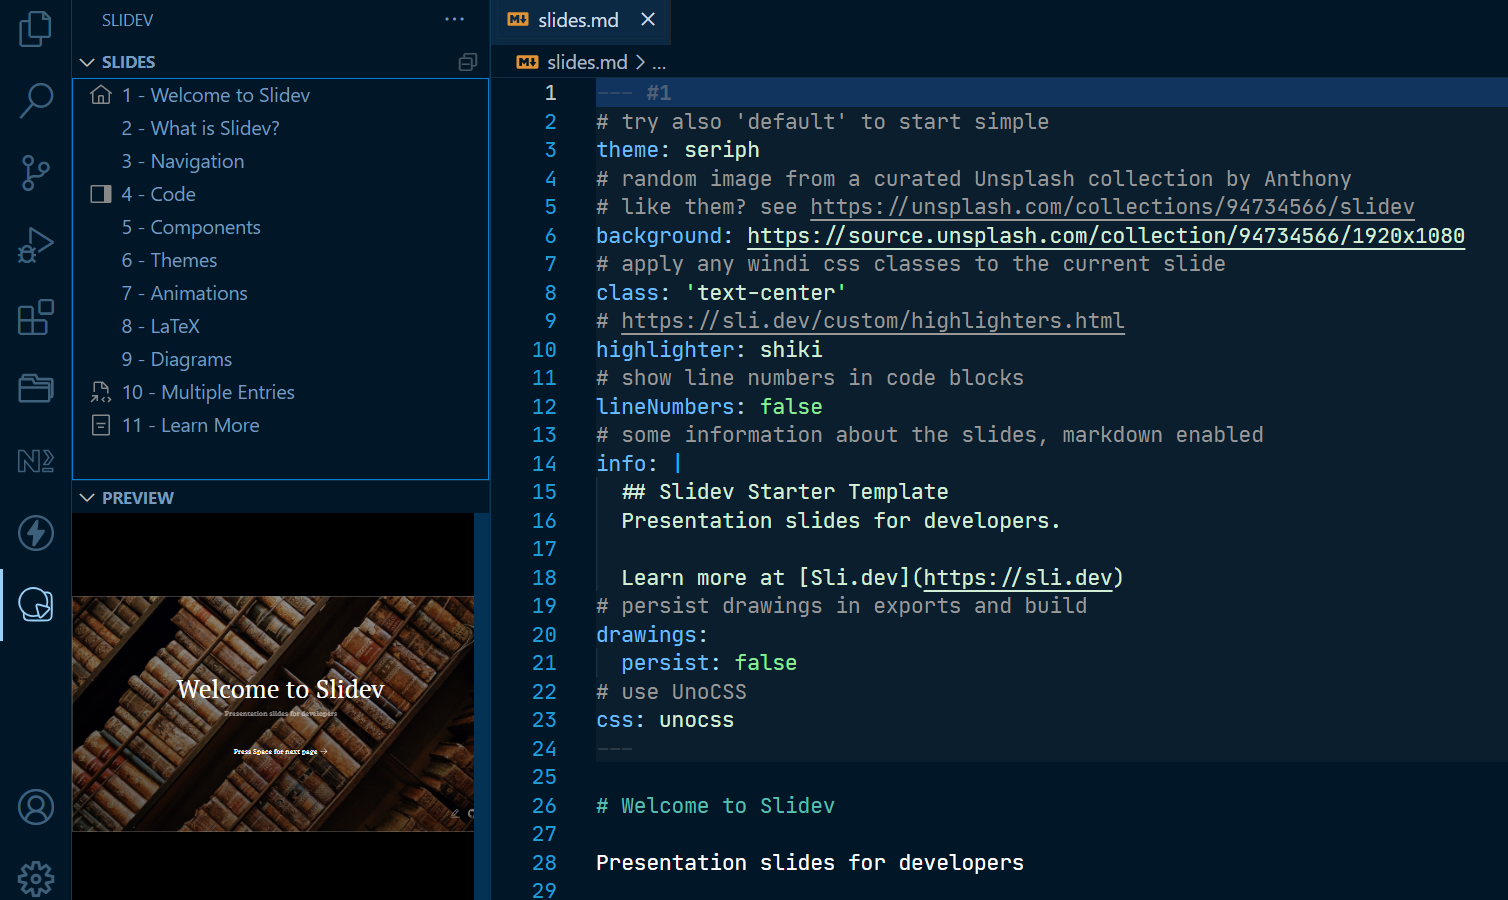 SLIDEV
SLIDES
1 - Welcome to Slidev
2 - What is Slidev?
3 - Navigation
4 - Code
5 - Components
6 - Themes
7 - Animations
8 - LaTeX
9 - Diagrams
10 - Multiple Entries
11 - Learn More
PREVIEW
Welcome to Slidev
Presentation slides for developers
Press Space for next page →
slides.md
slides.md > ...
1 --- #1
2 # try also 'default' to start simple
3 theme: seriph
4 # random image from a curated Unsplash collection by Anthony
5 # like them? see https://unsplash.com/collections/94734566/slidev
6 background: https://source.unsplash.com/collection/94734566/1920x1080
7 # apply any windi css classes to the current slide
8 class: 'text-center'
9 # https://sli.dev/custom/highlighters.html
10 highlighter: shiki
11 # show line numbers in code blocks
12 lineNumbers: false
13 # some information about the slides, markdown enabled
14 info: |
15 ## Slidev Starter Template
16 Presentation slides for developers.
17
18 Learn more at [Sli.dev](https://sli.dev)
19 # persist drawings in exports and build
20 drawings:
21 persist: false
22 # use UnoCSS
23 css: unocss
24 ---
25
26 # Welcome to Slidev
27
28 Presentation slides for developers
29